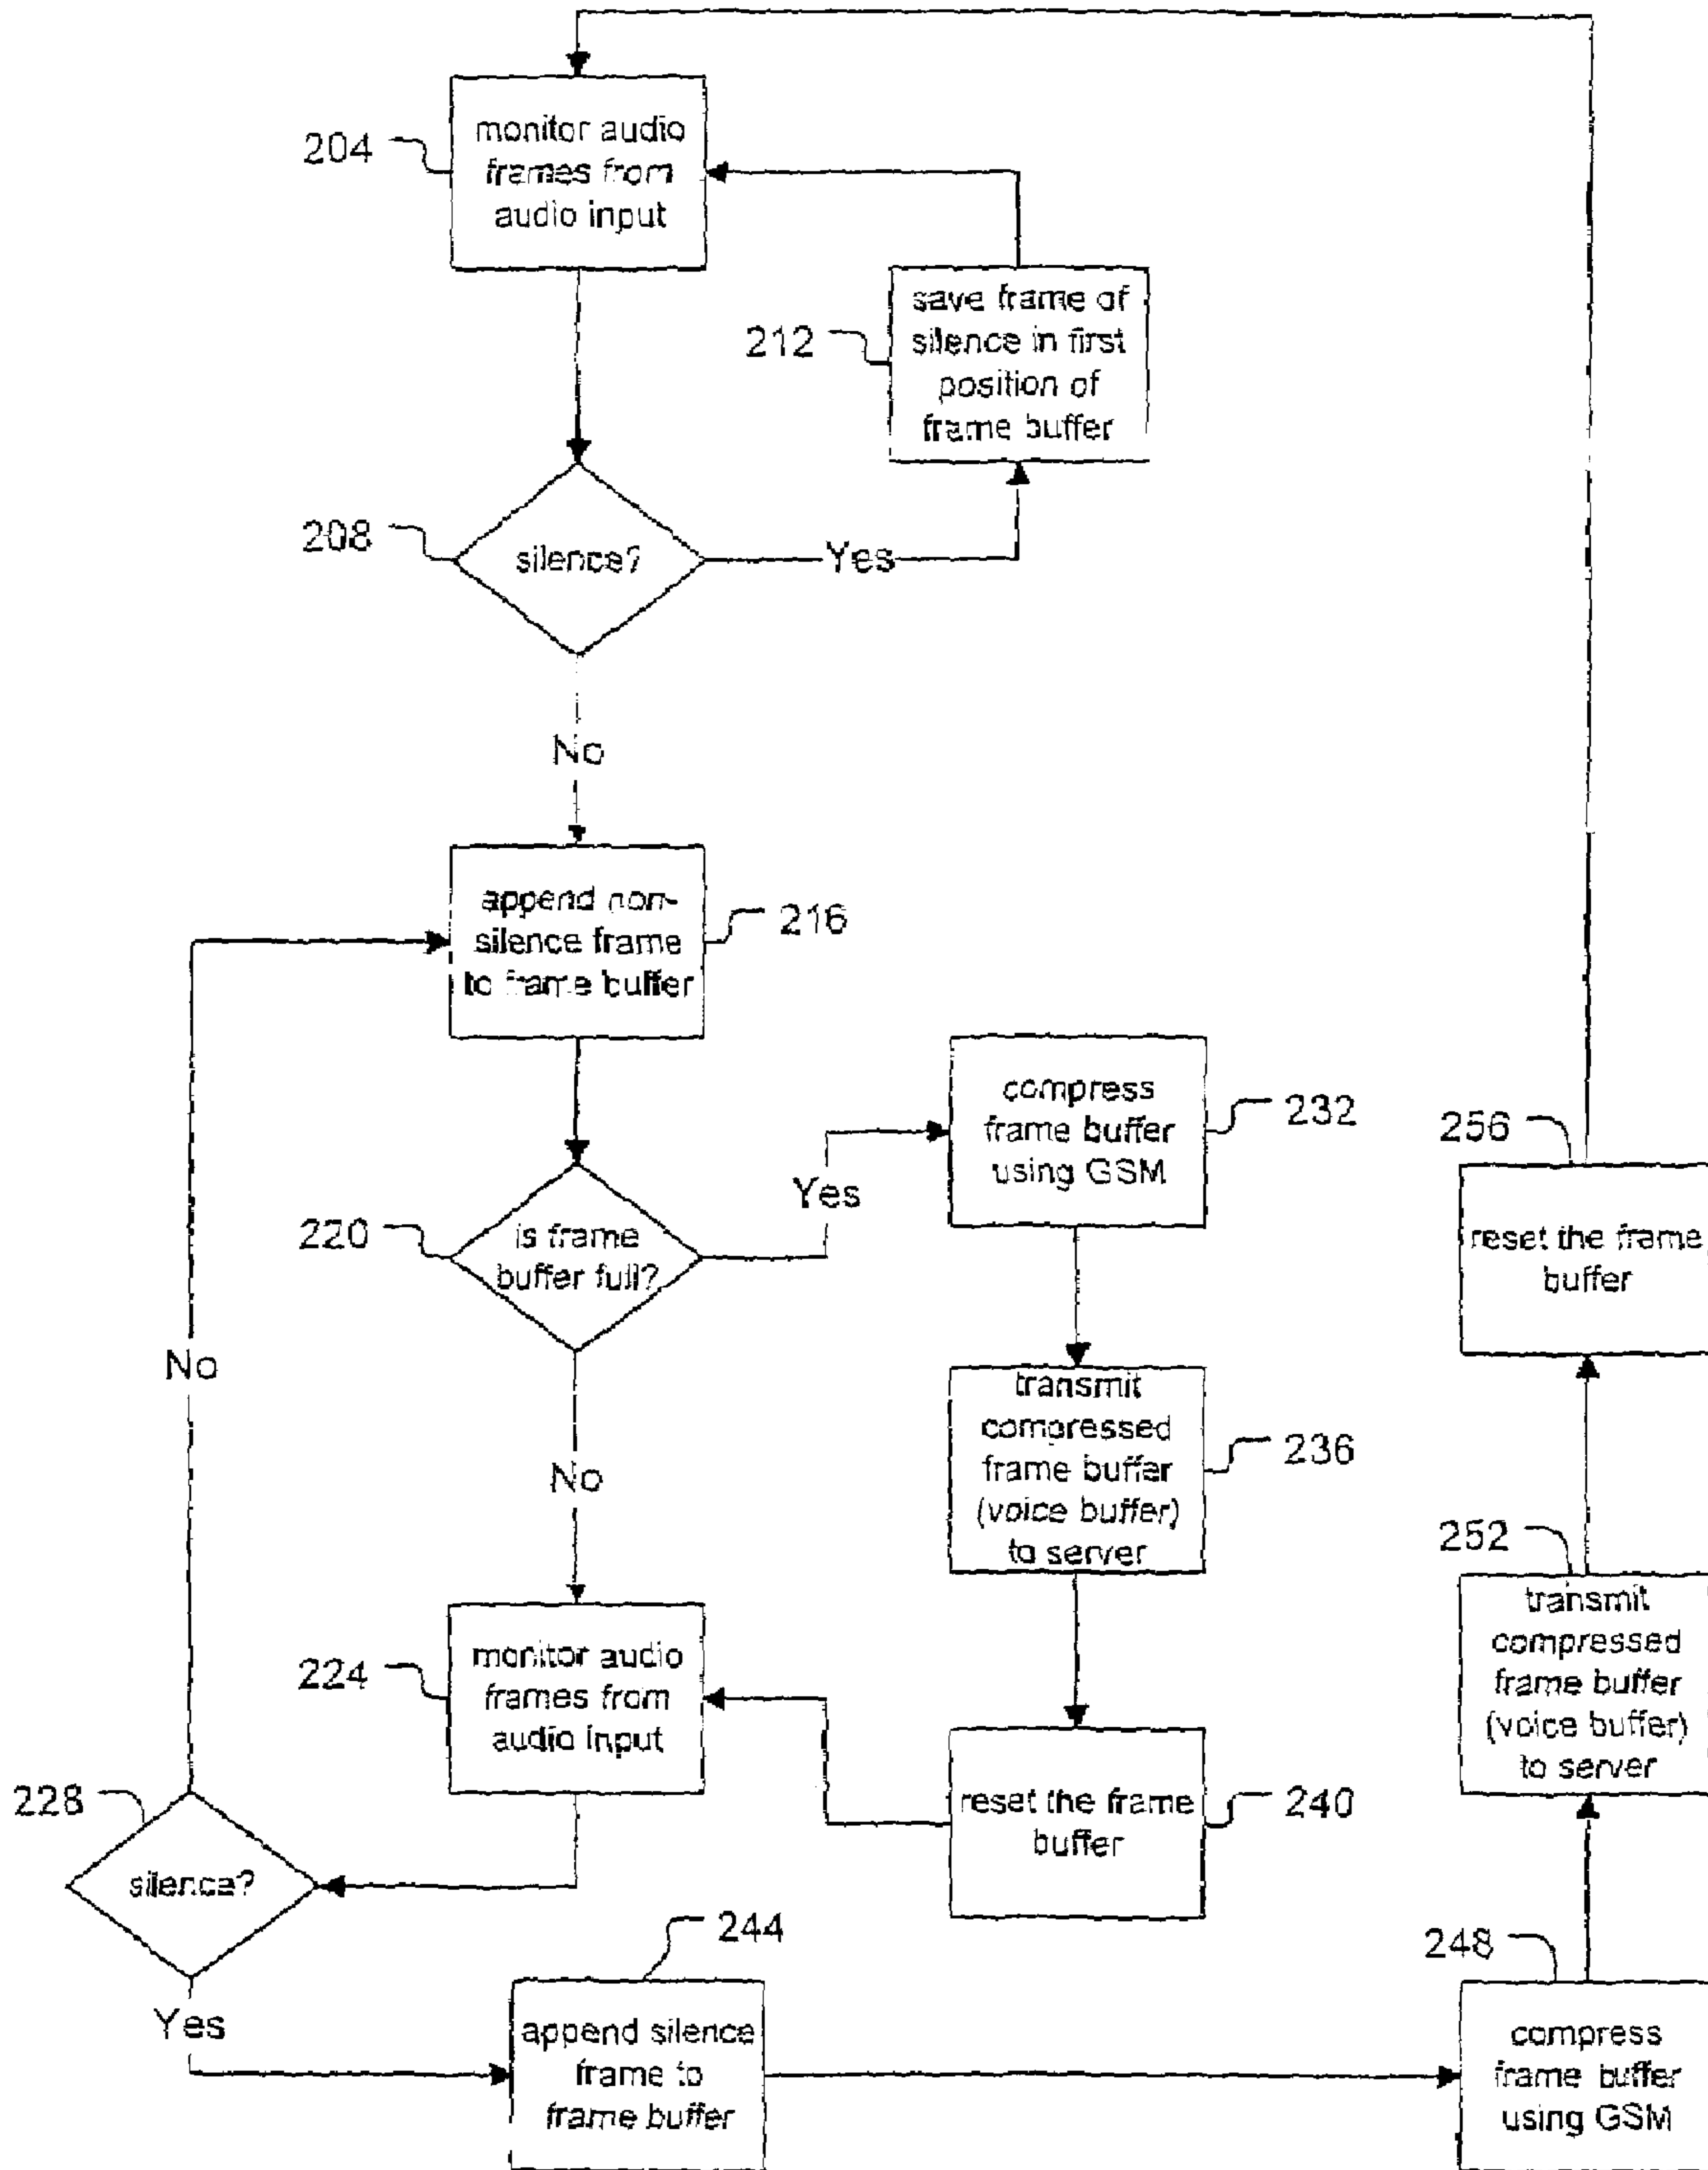 204
monitor audio
frames from
audio input
212
save frame of
silence in first
position of
frame buffer
208
silence?
Yes
No
append non-
silence frame
to frame buffer
216
220
is frame
buffer full?
Yes
compress
frame buffer
using GSM
232
256
reset the frame
buffer
No
No
transmit
compressed
frame buffer
(voice buffer)
to server
236
252
transmit
compressed
frame buffer
(voice buffer)
to server
224
monitor audio
frames from
audio input
228
silence?
reset the frame
buffer
240
Yes
244
append silence
frame to
frame buffer
248
compress
frame buffer
using GSM